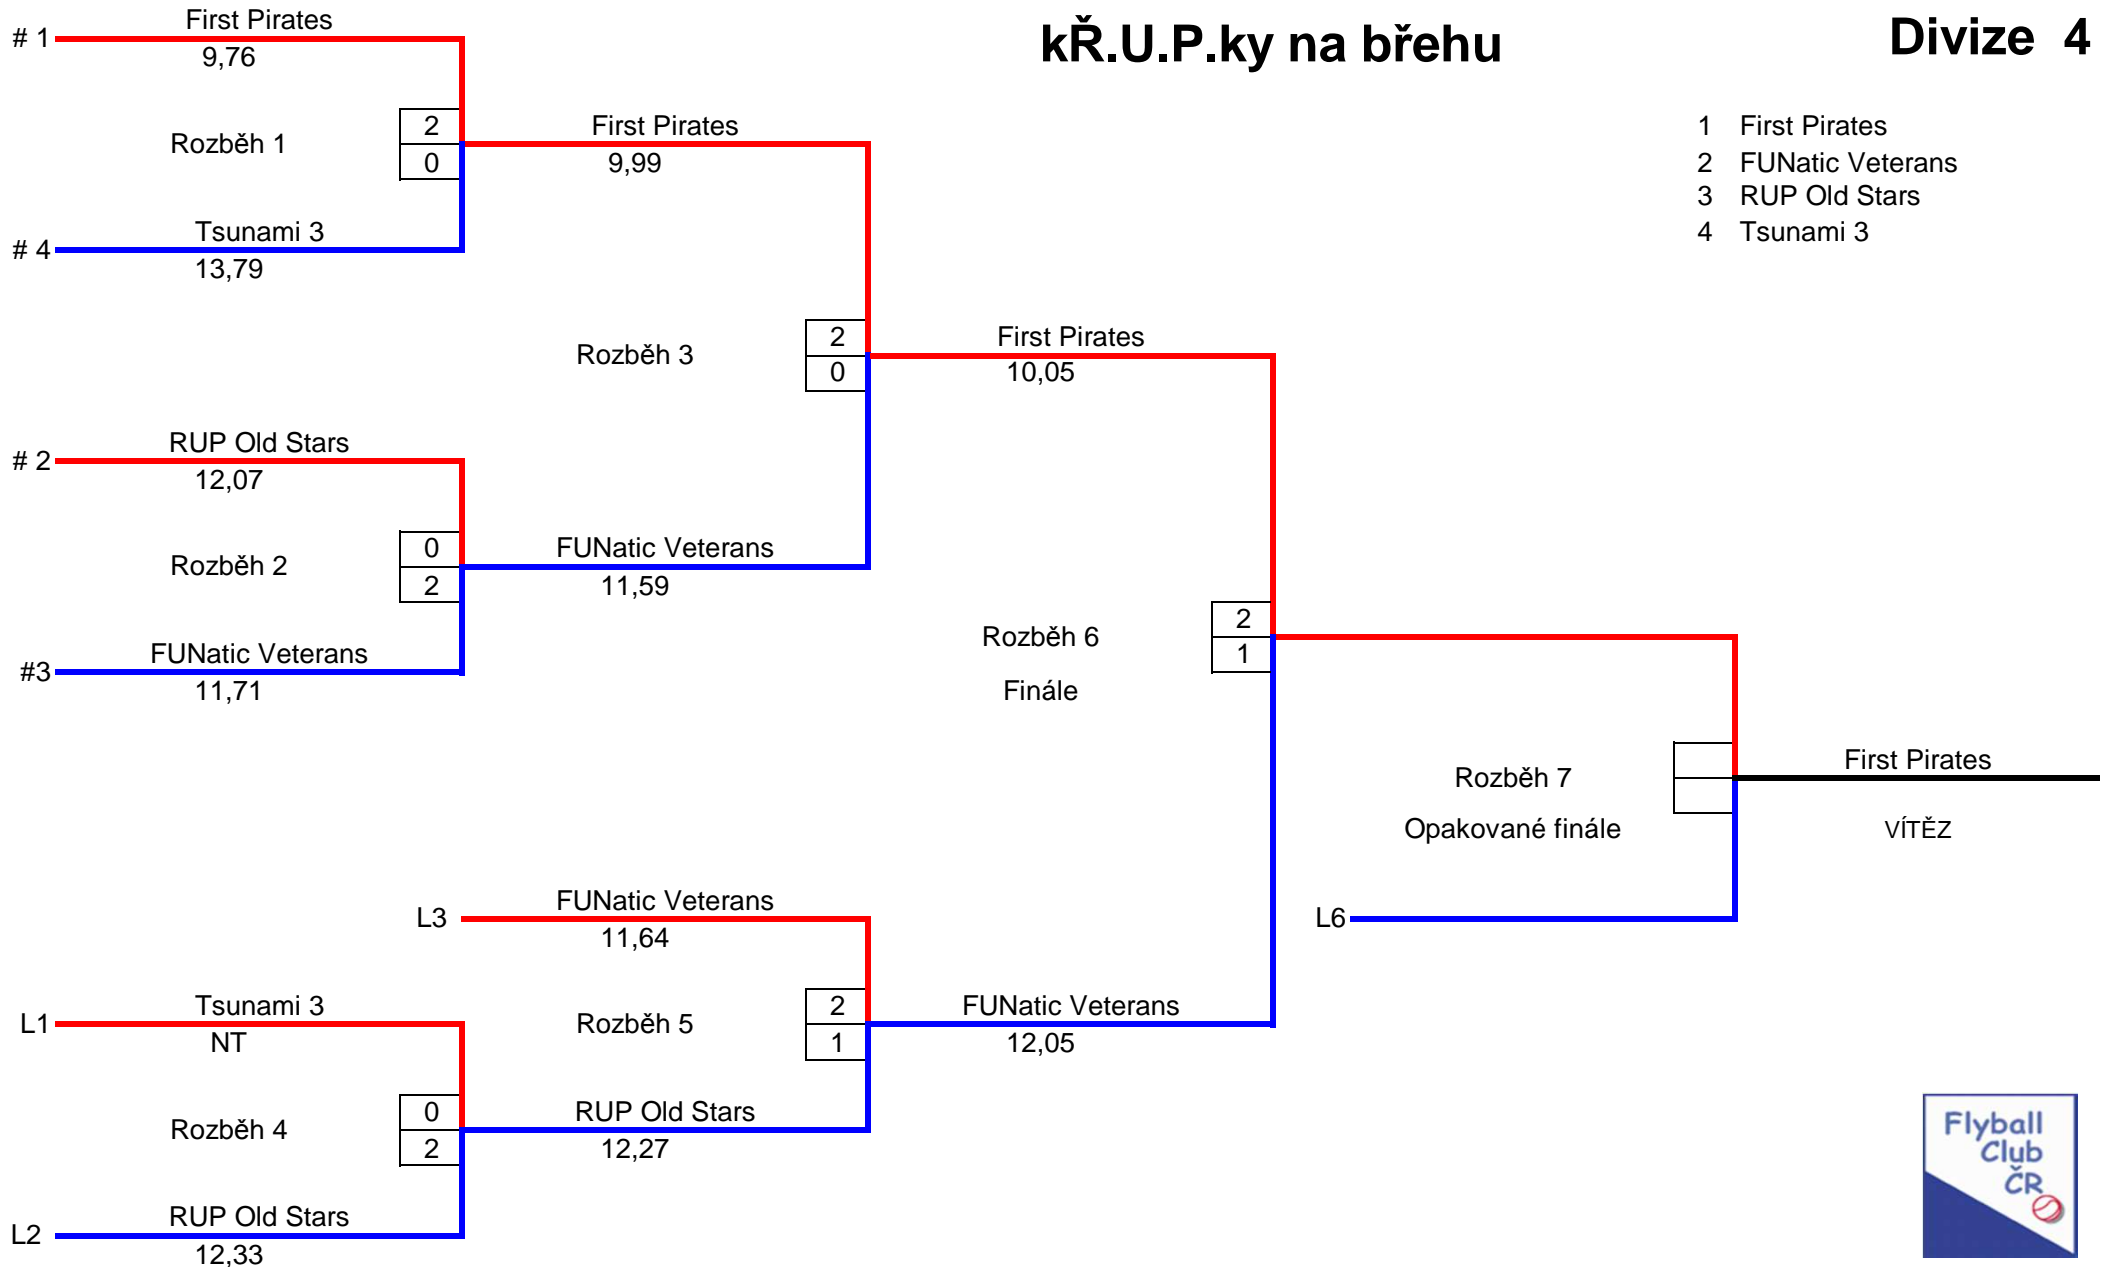 kŘ.U.P.ky na břehu
Divize 4
1 First Pirates
2 FUNatic Veterans
3 RUP Old Stars
4 Tsunami 3
# 1
First Pirates
9,76
Rozběh 1
2
0
# 4
Tsunami 3
13,79
First Pirates
9,99
Rozběh 3
2
0
# 2
RUP Old Stars
12,07
Rozběh 2
0
2
#3
FUNatic Veterans
11,71
FUNatic Veterans
11,59
First Pirates
10,05
Rozběh 6
Finále
2
1
Rozběh 7
Opakované finále
First Pirates
VÍTĚZ
L6
L3
FUNatic Veterans
11,64
Rozběh 5
2
1
FUNatic Veterans
12,05
L1
Tsunami 3
NT
Rozběh 4
0
2
RUP Old Stars
12,27
L2
RUP Old Stars
12,33
Flyball
Club
ČR